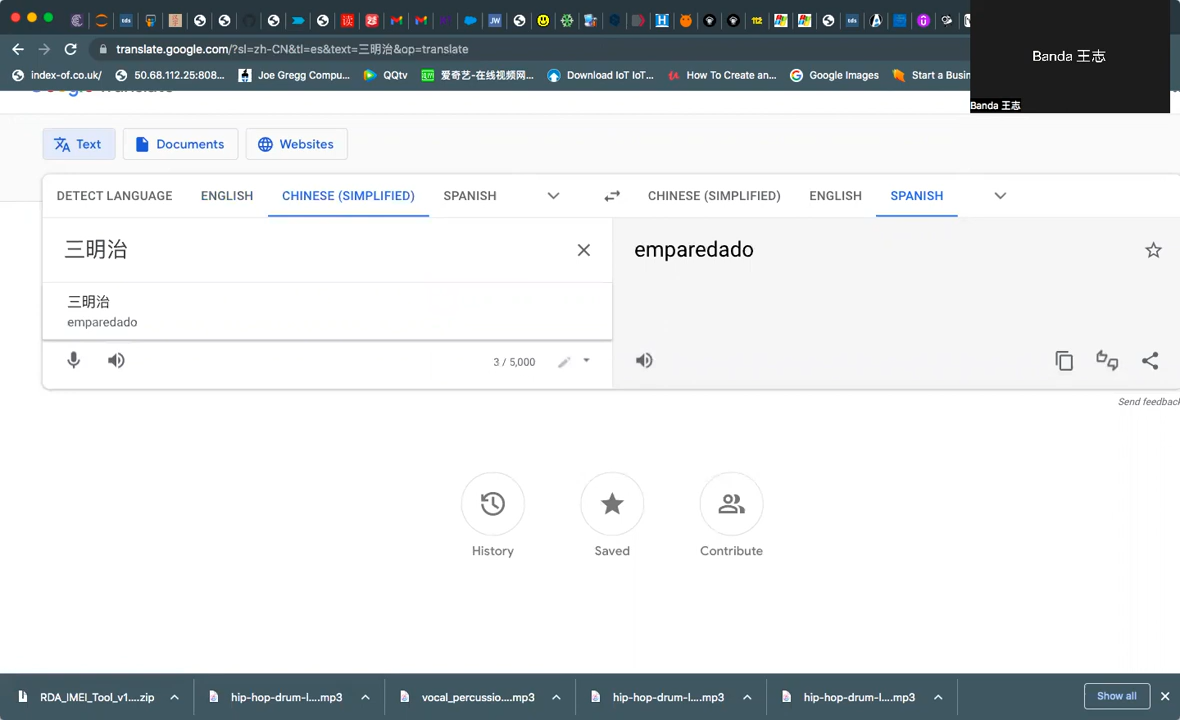 translate.google.com/?sl=zh-CN&tl=es&text=三明治&op=translate
index-of.co.uk/
50.68.112.25:808...
Joe Gregg Compu...
QQtv
爱奇艺-在线视频网...
Download IoT IoT...
How To Create an...
Google Images
Start a Busin
Banda 王志
Banda 王志
Text
Documents
Websites
DETECT LANGUAGE
ENGLISH
CHINESE (SIMPLIFIED)
SPANISH
CHINESE (SIMPLIFIED)
ENGLISH
SPANISH
三明治
emparedado
三明治
emparedado
3 / 5,000
Send feedback
History
Saved
Contribute
RDA_IMEI_Tool_v1....zip
hip-hop-drum-l....mp3
vocal_percussio....mp3
hip-hop-drum-l....mp3
hip-hop-drum-l....mp3
Show all